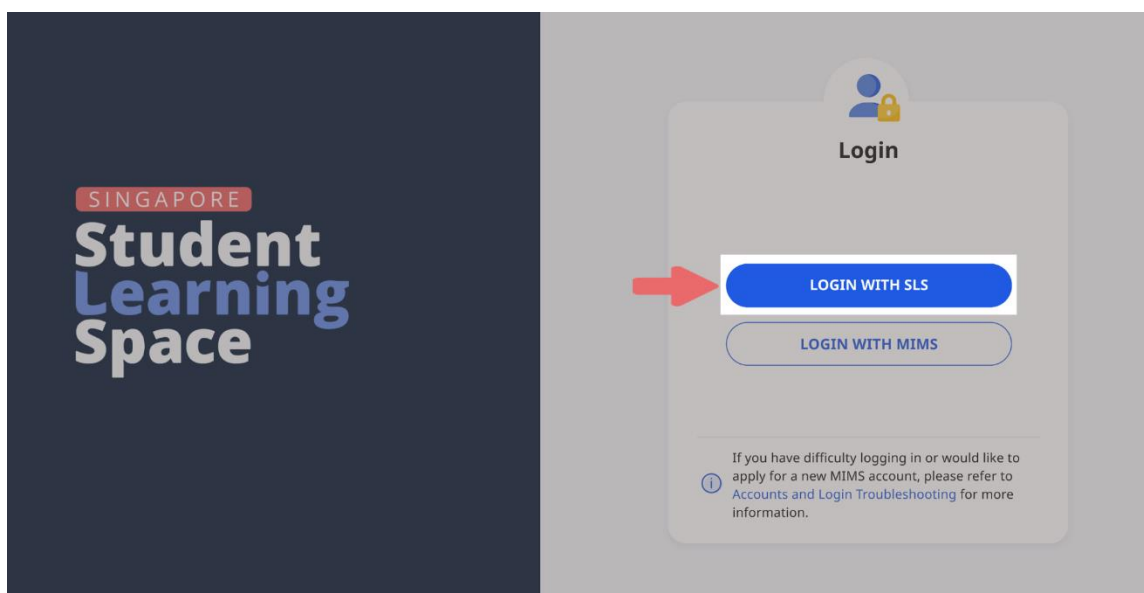 SINGAPORE
Student
Learning
Space
Login
LOGIN WITH SLS
LOGIN WITH MIMS
If you have difficulty logging in or would like to
apply for a new MIMS account, please refer to
Accounts and Login Troubleshooting for more
information.